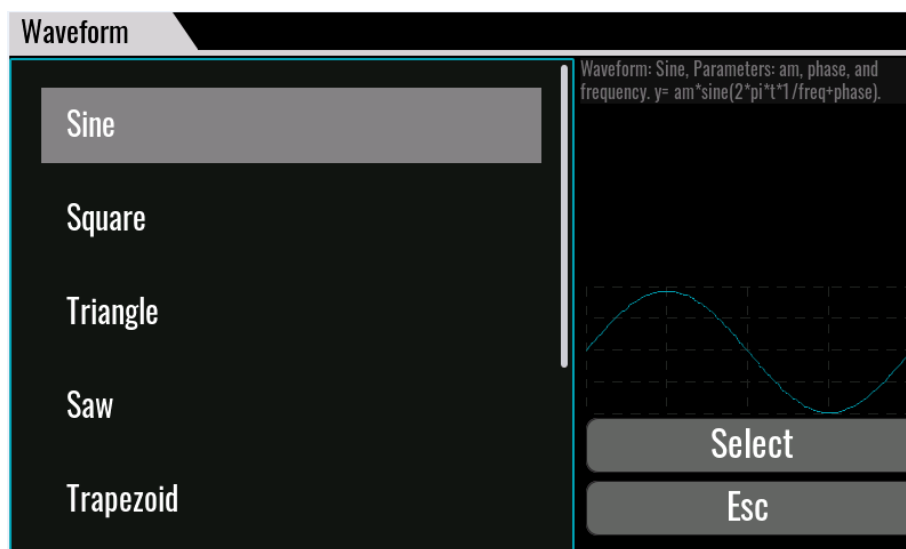 Waveform
Sine
Square
Triangle
Saw
Trapezoid
Waveform: Sine, Parameters: am, phase, and
frequency. y= am*sine(2*pi*t*1/freq+phase).
Select
Esc